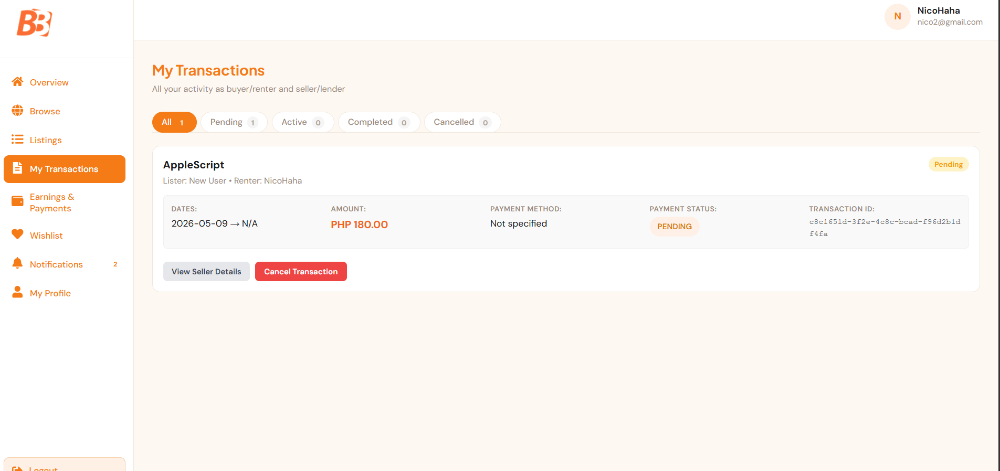 BB
NicoHaha
nico2@gmail.com
Overview
Browse
Listings
My Transactions
Earnings &
Payments
Wishlist
Notifications 2
My Profile
Logout
My Transactions
All your activity as buyer/renter and seller/lender
All 1 Pending 1 Active 0 Completed 0 Cancelled 0
AppleScript
Pending
Lister: New User • Renter: NicoHaha
DATES:
2026-05-09 → N/A
AMOUNT:
PHP 180.00
PAYMENT METHOD:
Not specified
PAYMENT STATUS:
PENDING
TRANSACTION ID:
c8c1651d-3f2e-4c8c-bcad-f96d2b1d
f4fa
View Seller Details Cancel Transaction
N